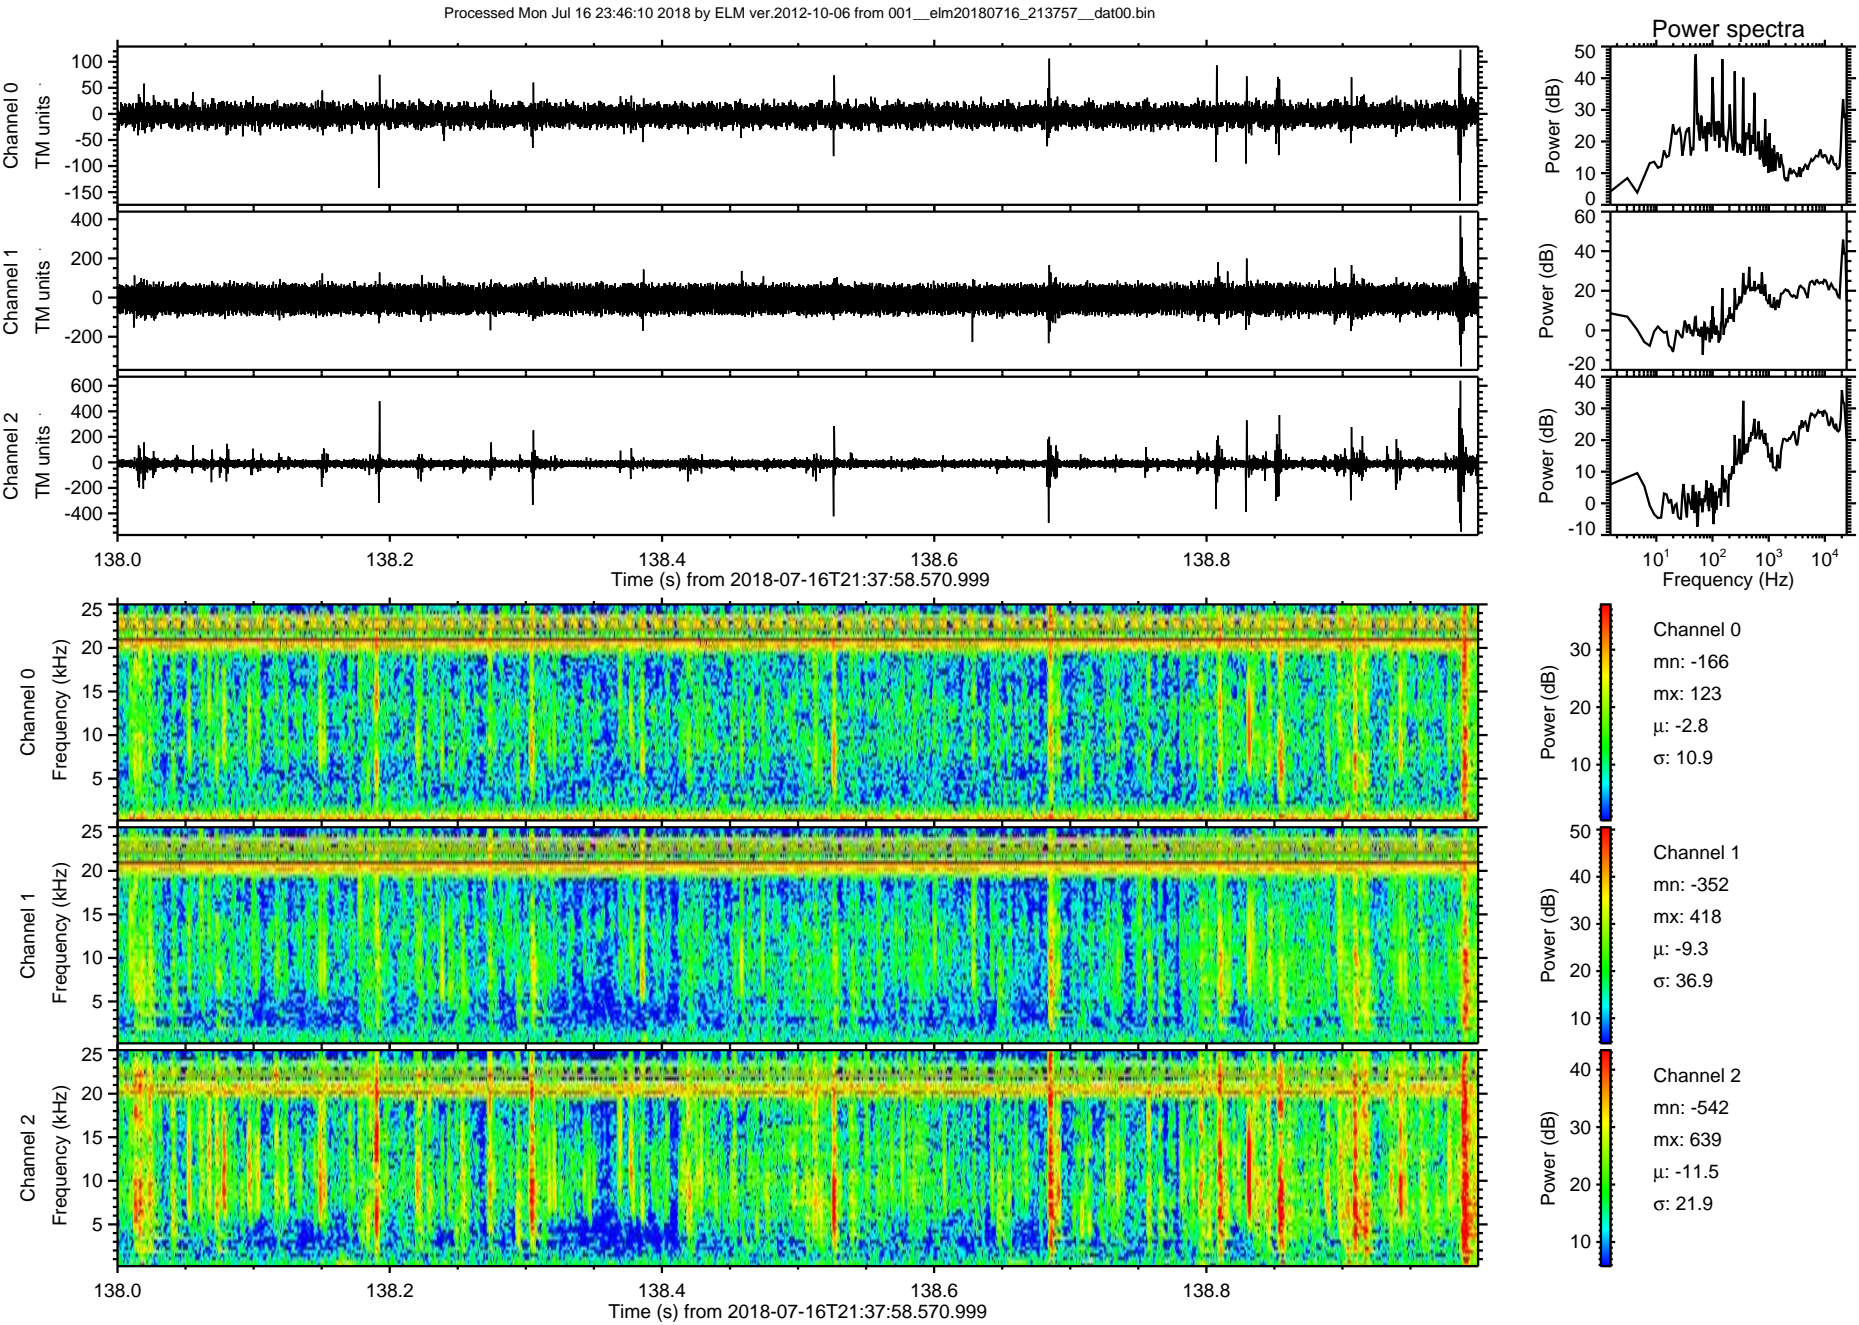 Processed Mon Jul 16 23:46:10 2018 by ELM ver.2012-10-06 from 001__elm20180716_213757__dat00.bin
Power spectra
Channel 0
TM units
100
50
0
-50
-100
-150
Power (dB)
50
40
30
20
10
0
Channel 1
TM units
400
200
0
-200
Power (dB)
60
40
20
0
-20
Channel 2
TM units
600
400
200
0
-200
-400
Power (dB)
40
30
20
10
0
-10
138.0 138.2 138.4 138.6 138.8
Time (s) from 2018-07-16T21:37:58.570.999
10^1 10^2 10^3 10^4
Frequency (Hz)
Channel 0
Frequency (kHz)
25
20
15
10
5
Power (dB)
30
20
10
Channel 0
mn: -166
mx: 123
μ: -2.8
σ: 10.9
Channel 1
Frequency (kHz)
25
20
15
10
5
Power (dB)
50
40
30
20
10
Channel 1
mn: -352
mx: 418
μ: -9.3
σ: 36.9
Channel 2
Frequency (kHz)
25
20
15
10
5
Power (dB)
40
30
20
10
Channel 2
mn: -542
mx: 639
μ: -11.5
σ: 21.9
138.0 138.2 138.4 138.6 138.8
Time (s) from 2018-07-16T21:37:58.570.999